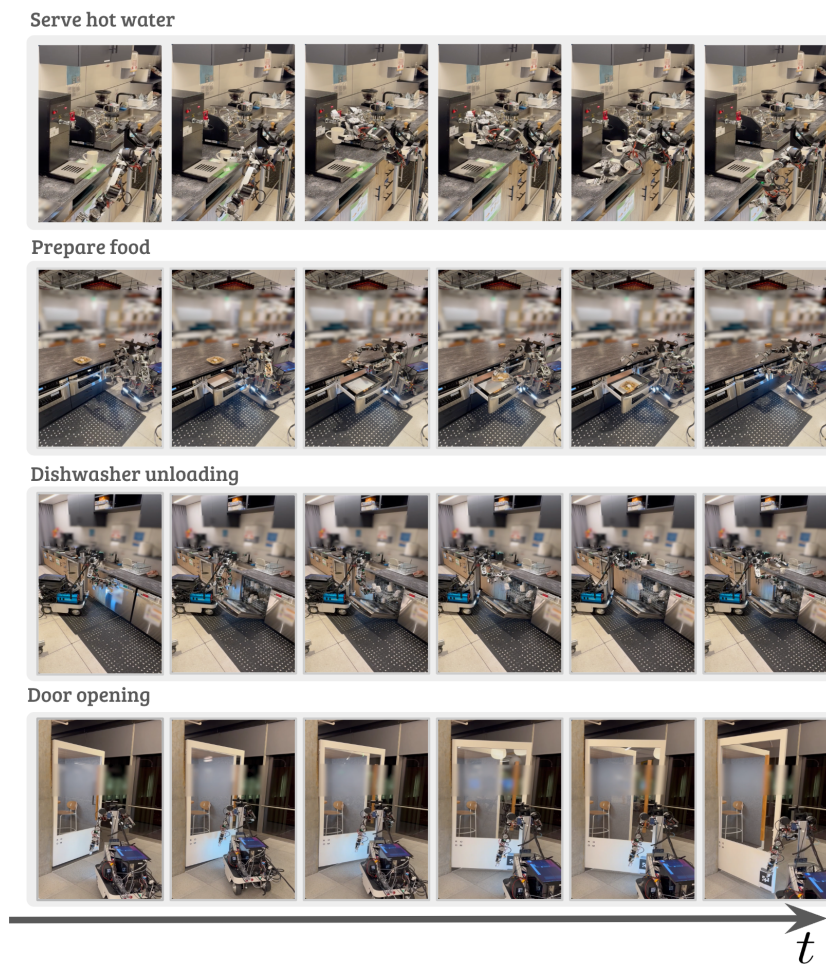 Serve hot water
Prepare food
Dishwasher unloading
Door opening
t